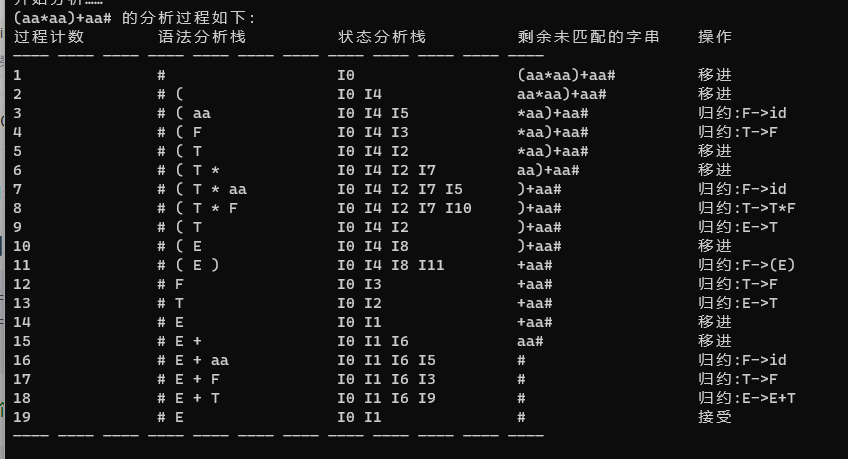 开始分析……
(aa*aa)+aa# 的分析过程如下:
过程计数 语法分析栈 状态分析栈 剩余未匹配的字串 操作
———— ———— ———— ———— ———— ———— ———— ———— ———— ———— ———— ————
1 # I0 (aa*aa)+aa# 移进
2 # ( I0 I4 aa*aa)+aa# 移进
3 # ( aa I0 I4 I5 *aa)+aa# 归约:F->id
4 # ( F I0 I4 I3 *aa)+aa# 归约:T->F
5 # ( T I0 I4 I2 *aa)+aa# 移进
6 # ( T * I0 I4 I2 I7 aa)+aa# 移进
7 # ( T * aa I0 I4 I2 I7 I5 )+aa# 归约:F->id
8 # ( T * F I0 I4 I2 I7 I10 )+aa# 归约:T->T*F
9 # ( T I0 I4 I2 )+aa# 归约:E->T
10 # ( E I0 I4 I8 )+aa# 移进
11 # ( E ) I0 I4 I8 I11 +aa# 归约:F->(E)
12 # F I0 I3 +aa# 归约:T->F
13 # T I0 I2 +aa# 归约:E->T
14 # E I0 I1 +aa# 移进
15 # E + I0 I1 I6 aa# 移进
16 # E + aa I0 I1 I6 I5 # 归约:F->id
17 # E + F I0 I1 I6 I3 # 归约:T->F
18 # E + T I0 I1 I6 I9 # 归约:E->E+T
19 # E I0 I1 # 接受
———— ———— ———— ———— ———— ———— ———— ———— ———— ———— ———— ————